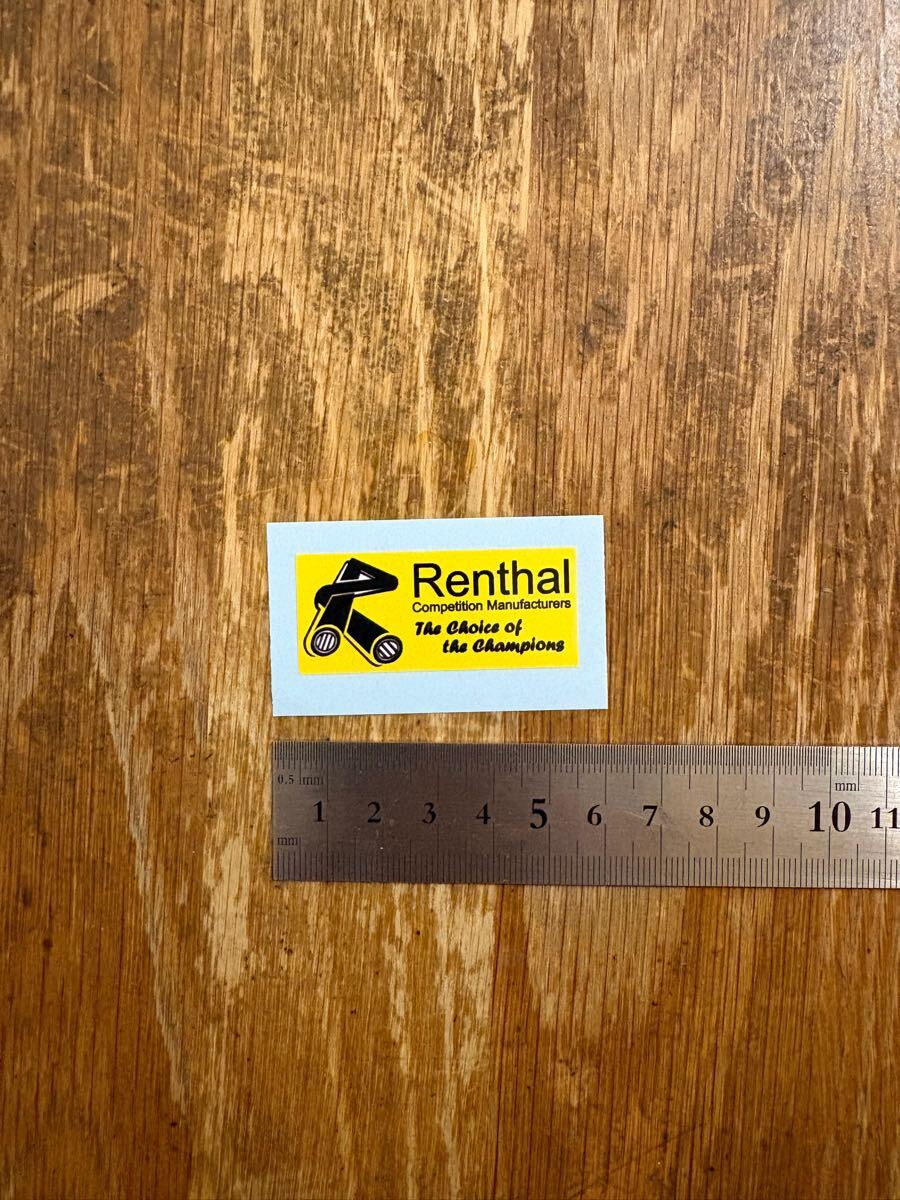 Renthal
Competition Manufacturers
The Choice of
the Champions
0.5 mm
mm
1 2 3 4 5 6 7 8 9 10 11
mm